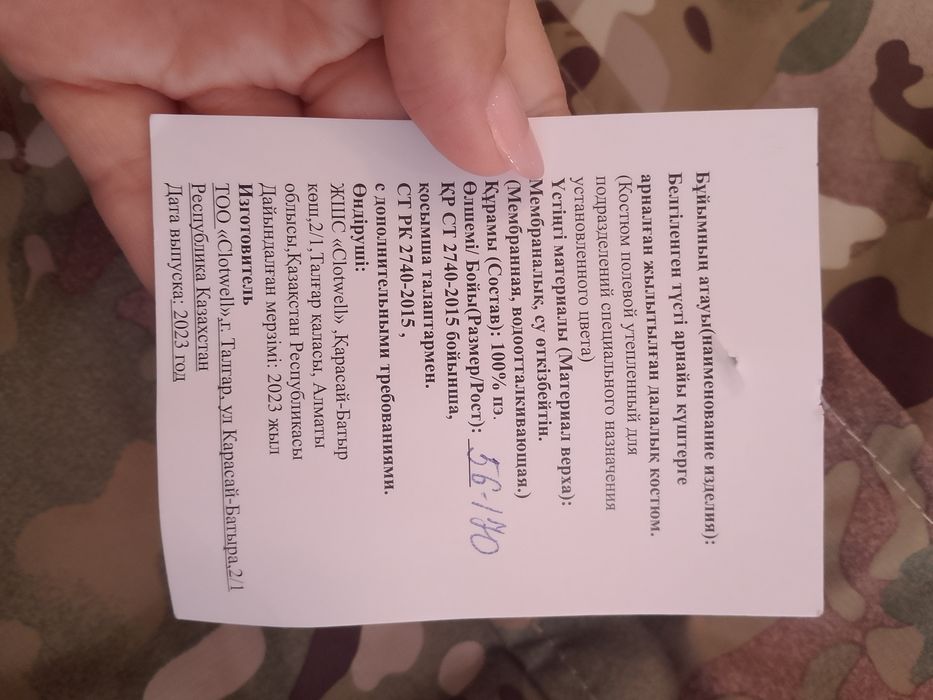 Бұйымның атауы(наименование изделия):
Белгіленген түсті арнайы күштерге
арналған жылытылған далалық костюм.
(Костюм полевой утепленный для
подразделений специального назначения
установленного цвета)
Үстіңгі материалы (Материал верха):
Мембраналық, су өткізбейтін.
(Мембранная, водоотталкивающая.)
Құрамы (Состав): 100% пэ.
Өлшемі/ Бойы(Размер/Рост): 56-170
ҚР СТ 2740-2015 бойынша,
қосымша талаптармен.
СТ РК 2740-2015 ,
с дополнительными требованиями.
Өндіруші:
ЖШС «Clotwell» ,Карасай-Батыр
көш,2/1,Талғар қаласы, Алматы
облысы,Қазақстан Республикасы
Дайындалған мерзімі: 2023 жыл
Изготовитель
ТОО «Clotwell»,г. Талгар, ул Карасай-Батыра,2/1
Республика Казахстан
Дата выпуска: 2023 год